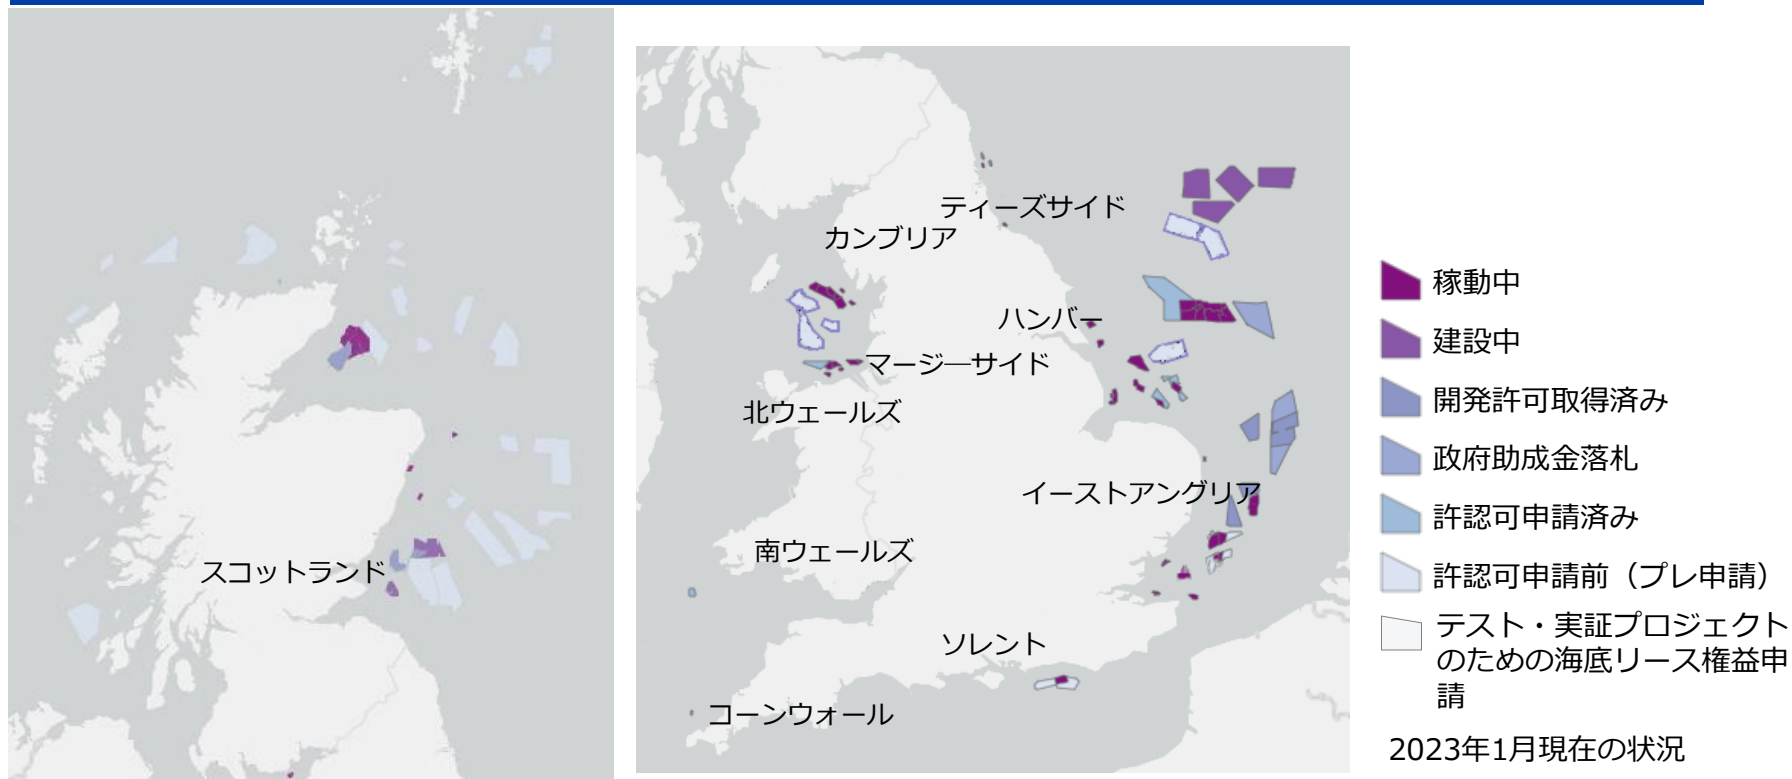 スコットランド
ティーズサイド
カンブリア
ハンバー
マージ―サイド
北ウェールズ
イーストアングリア
南ウェールズ
ソレント
コーンウォール
稼動中
建設中
開発許可取得済み
政府助成金落札
許認可申請済み
許認可申請前（プレ申請）
テスト・実証プロジェクト
のための海底リース権益申
請
2023年1月現在の状況